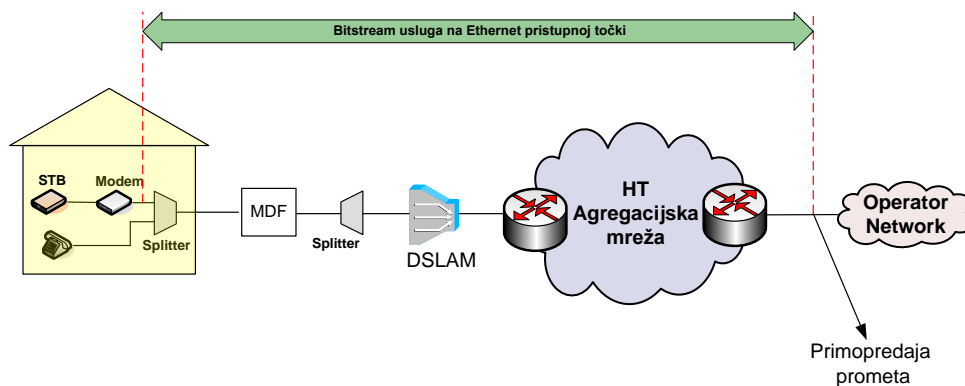 Bitstream usluga na Ethernet pristupnoj točki
STB
Modem
Splitter
MDF
Splitter
DSLAM
HT
Agregacijska
mreža
Operator
Network
Primopredaja
prometa